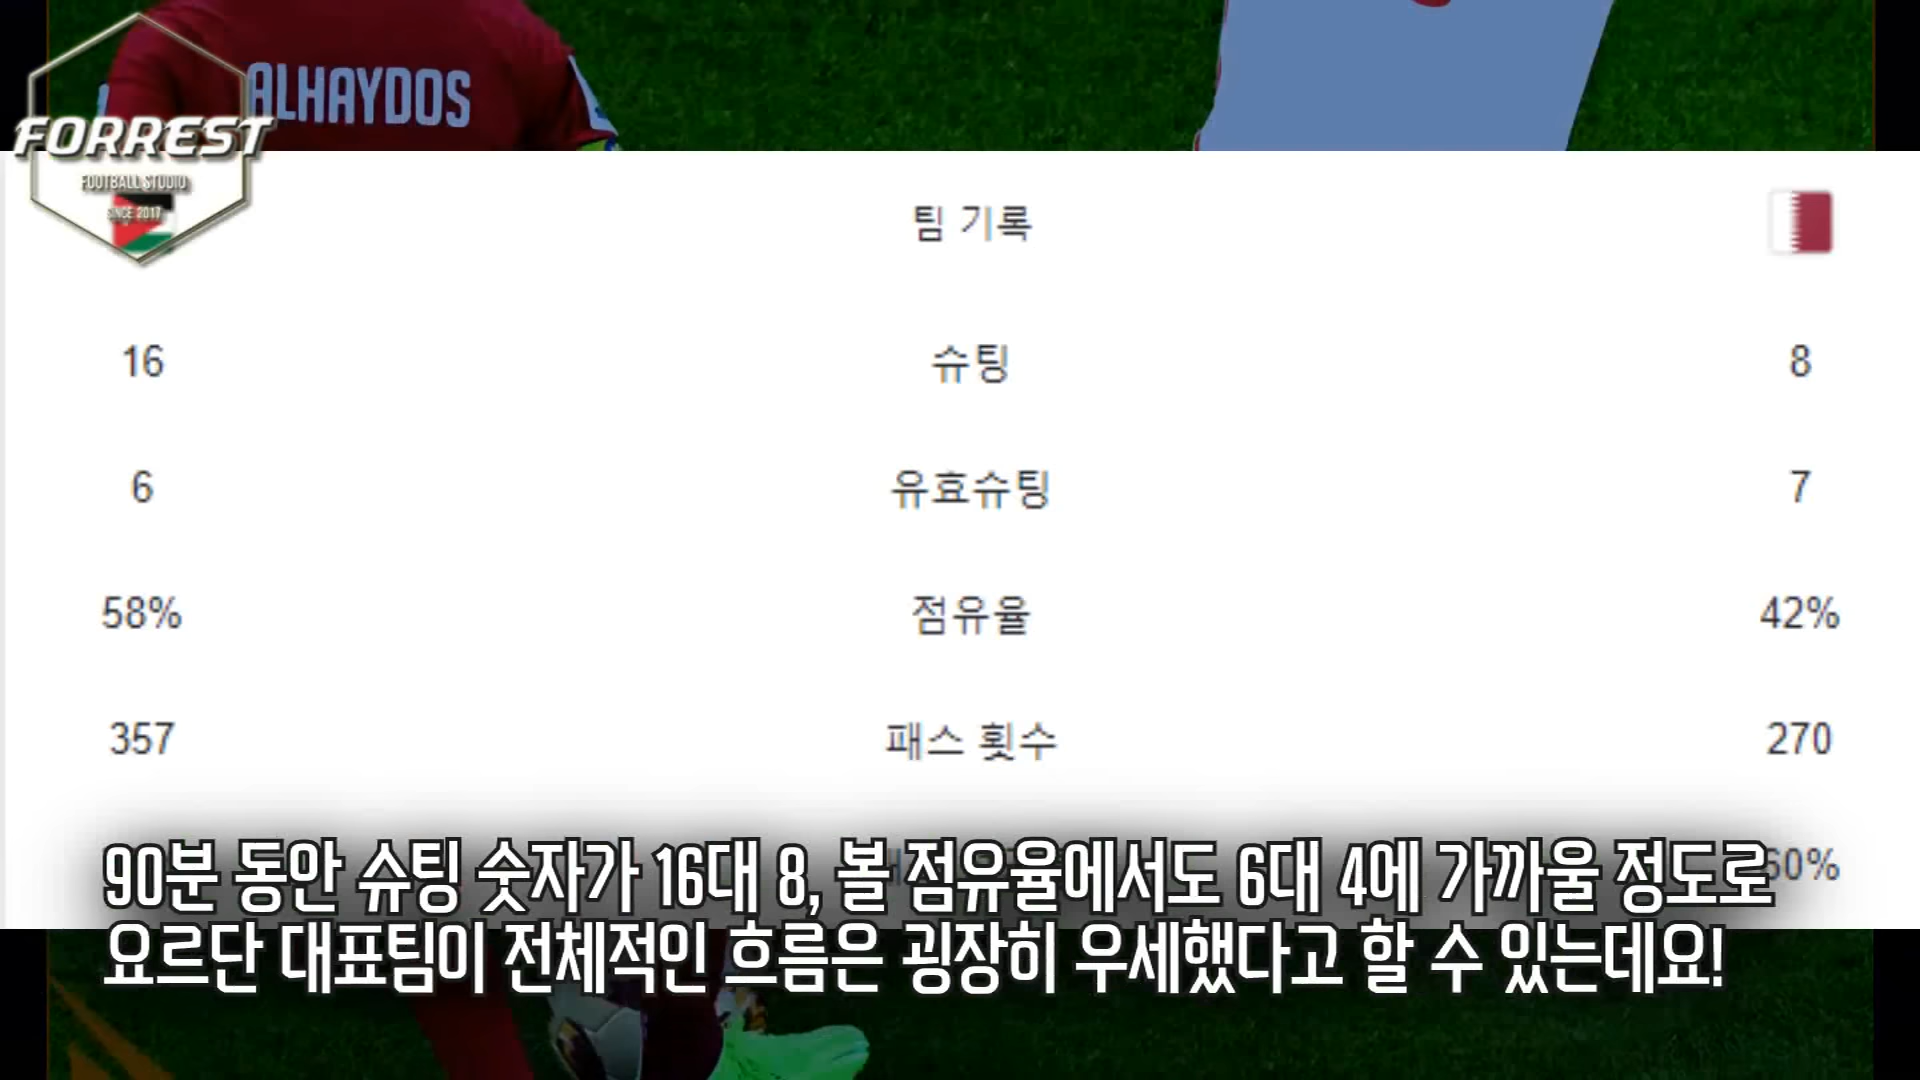 ALHAYDOS
FORREST
FOOTBALL STUDIO
SINCE 2017
팀 기록
16 슈팅 8
6 유효슈팅 7
58% 점유율 42%
357 패스 횟수 270
60%
90분 동안 슈팅 숫자가 16대 8, 볼 점유율에서도 6대 4에 가까울 정도로
요르단 대표팀이 전체적인 흐름은 굉장히 우세했다고 할 수 있는데요!